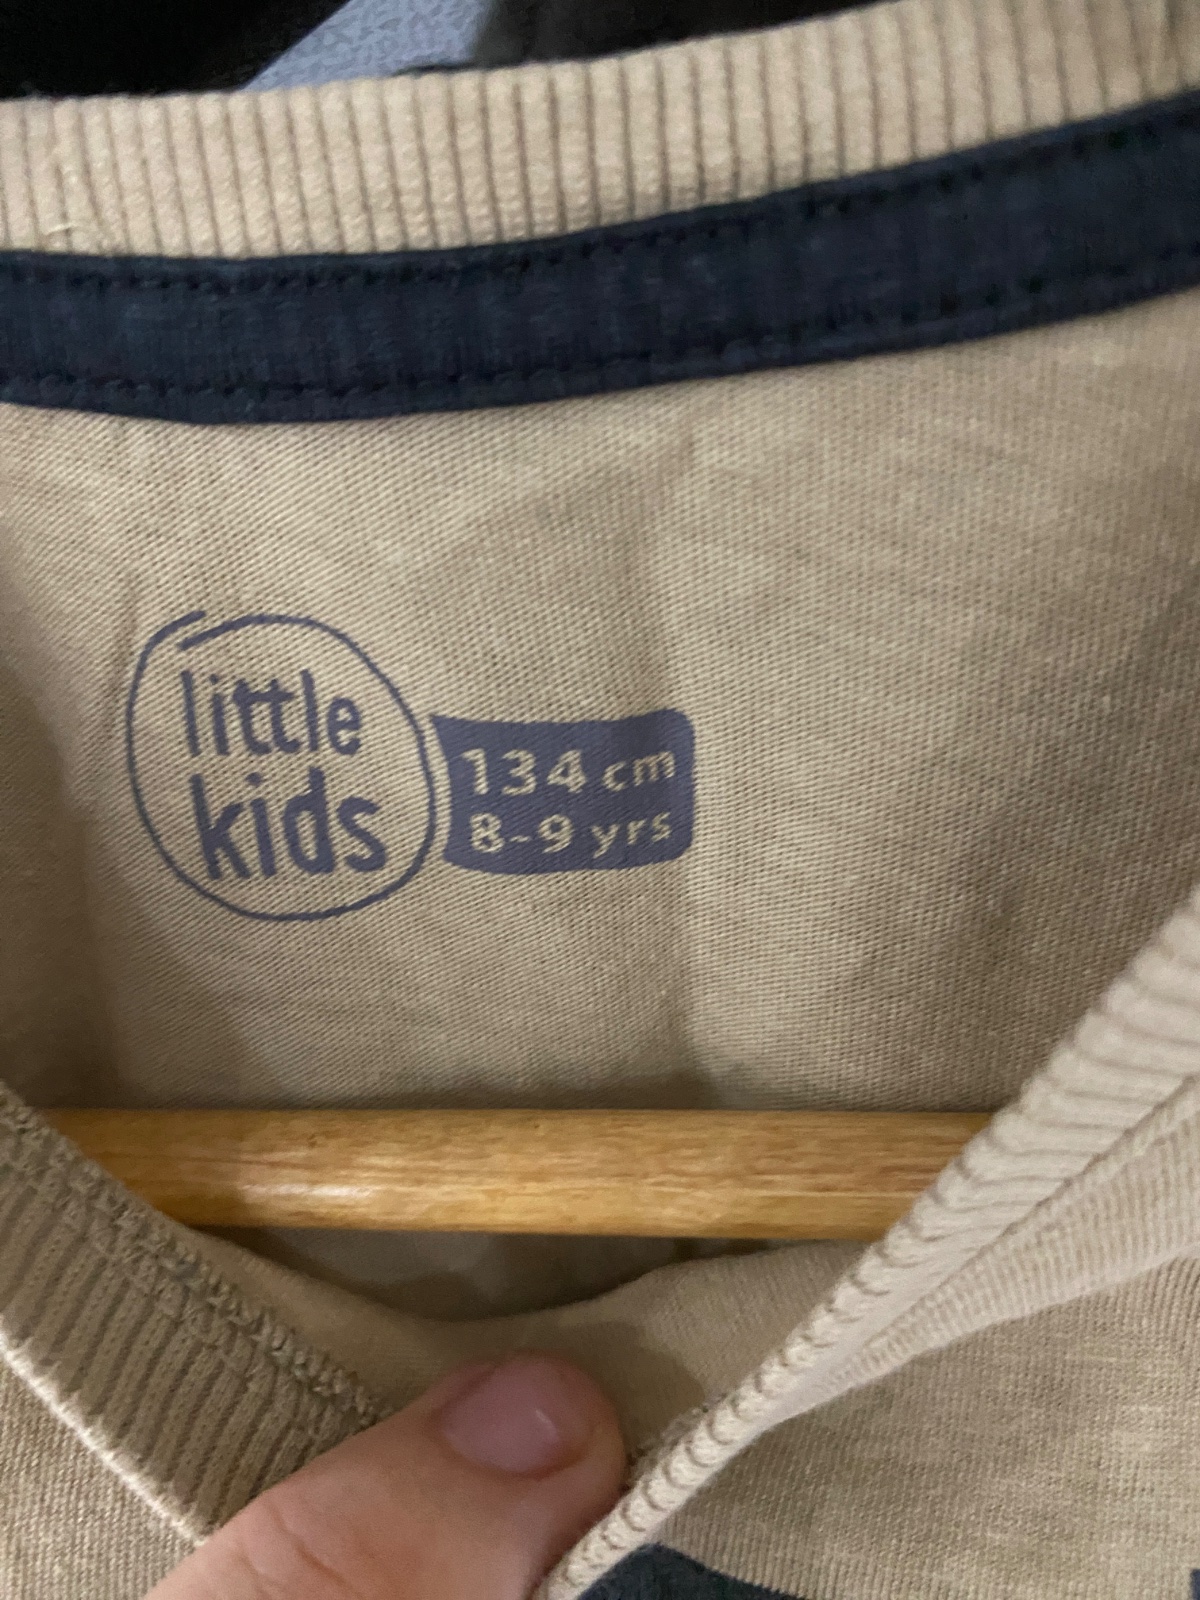 little
kids
134 cm
8-9 yrs